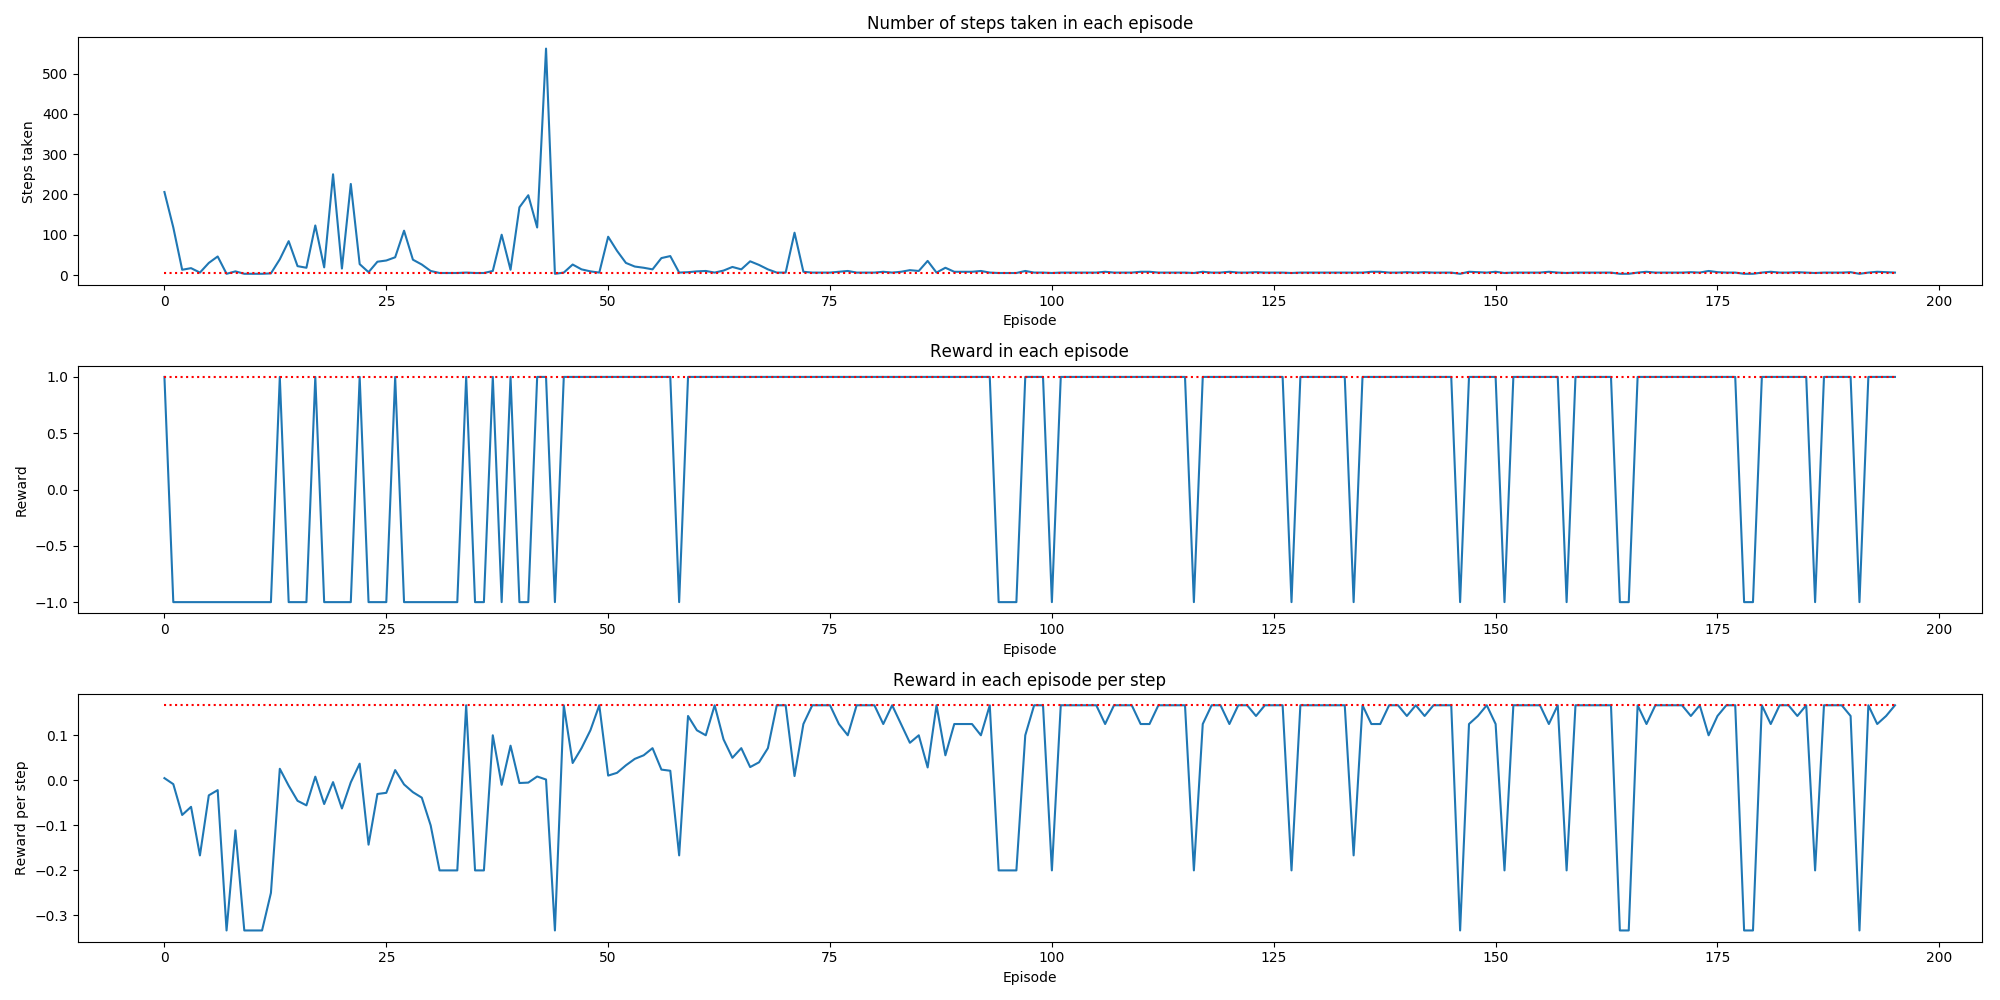 Number of steps taken in each episode
500
400
300
200
100
0
Steps taken
0 25 50 75 100 125 150 175 200
Episode
Reward in each episode
1.0
0.5
0.0
−0.5
−1.0
Reward
0 25 50 75 100 125 150 175 200
Episode
Reward in each episode per step
0.1
0.0
−0.1
−0.2
−0.3
Reward per step
0 25 50 75 100 125 150 175 200
Episode